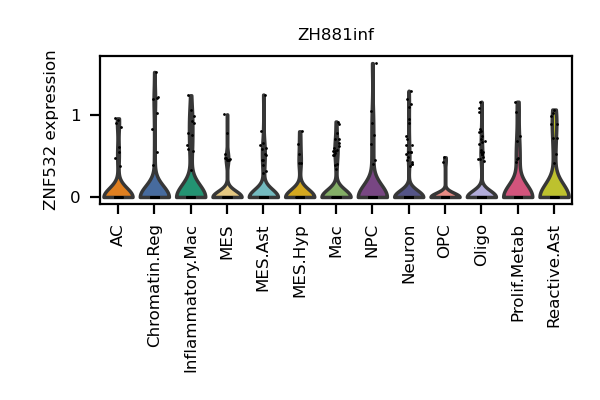 ZH881inf
ZNF532 expression
1
0
AC
Chromatin.Reg
Inflammatory.Mac
MES
MES.Ast
MES.Hyp
Mac
NPC
Neuron
OPC
Oligo
Prolif.Metab
Reactive.Ast